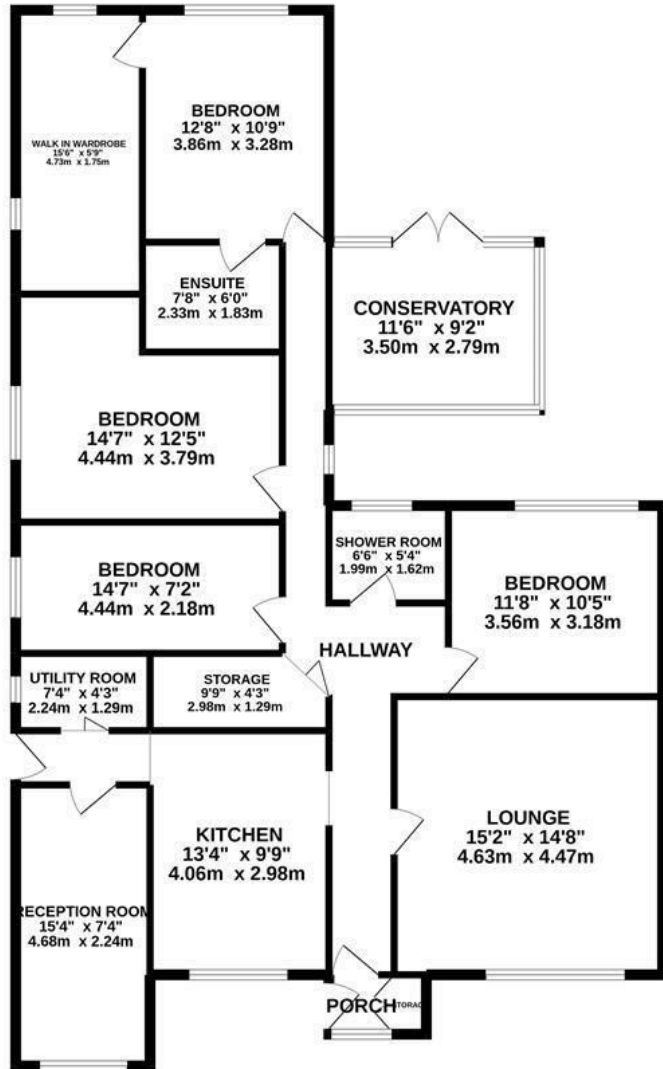 BEDROOM
12'8" x 10'9"
3.86m x 3.28m
WALK IN WARDROBE
15'6" x 5'9"
4.73m x 1.75m
ENSUITE
7'8" x 6'0"
2.33m x 1.83m
CONSERVATORY
11'6" x 9'2"
3.50m x 2.79m
BEDROOM
14'7" x 12'5"
4.44m x 3.79m
SHOWER ROOM
6'6" x 5'4"
1.99m x 1.62m
BEDROOM
14'7" x 7'2"
4.44m x 2.18m
BEDROOM
11'8" x 10'5"
3.56m x 3.18m
HALLWAY
UTILITY ROOM
7'4" x 4'3"
2.24m x 1.29m
STORAGE
9'9" x 4'3"
2.98m x 1.29m
LOUNGE
15'2" x 14'8"
4.63m x 4.47m
KITCHEN
13'4" x 9'9"
4.06m x 2.98m
RECEPTION ROOM
15'4" x 7'4"
4.68m x 2.24m
PORCH